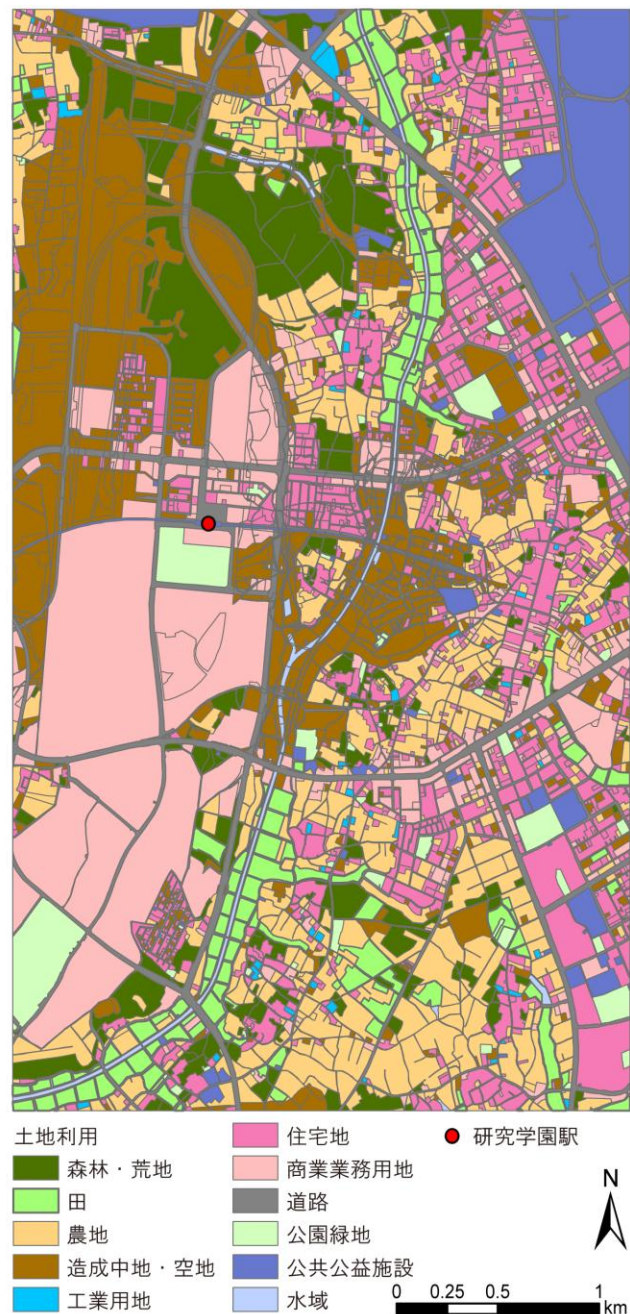 土地利用
森林・荒地
田
農地
造成中地・空地
工業用地
住宅地
商業業務用地
道路
公園緑地
公共公益施設
水域
研究学園駅
N
0 0.25 0.5 1
km